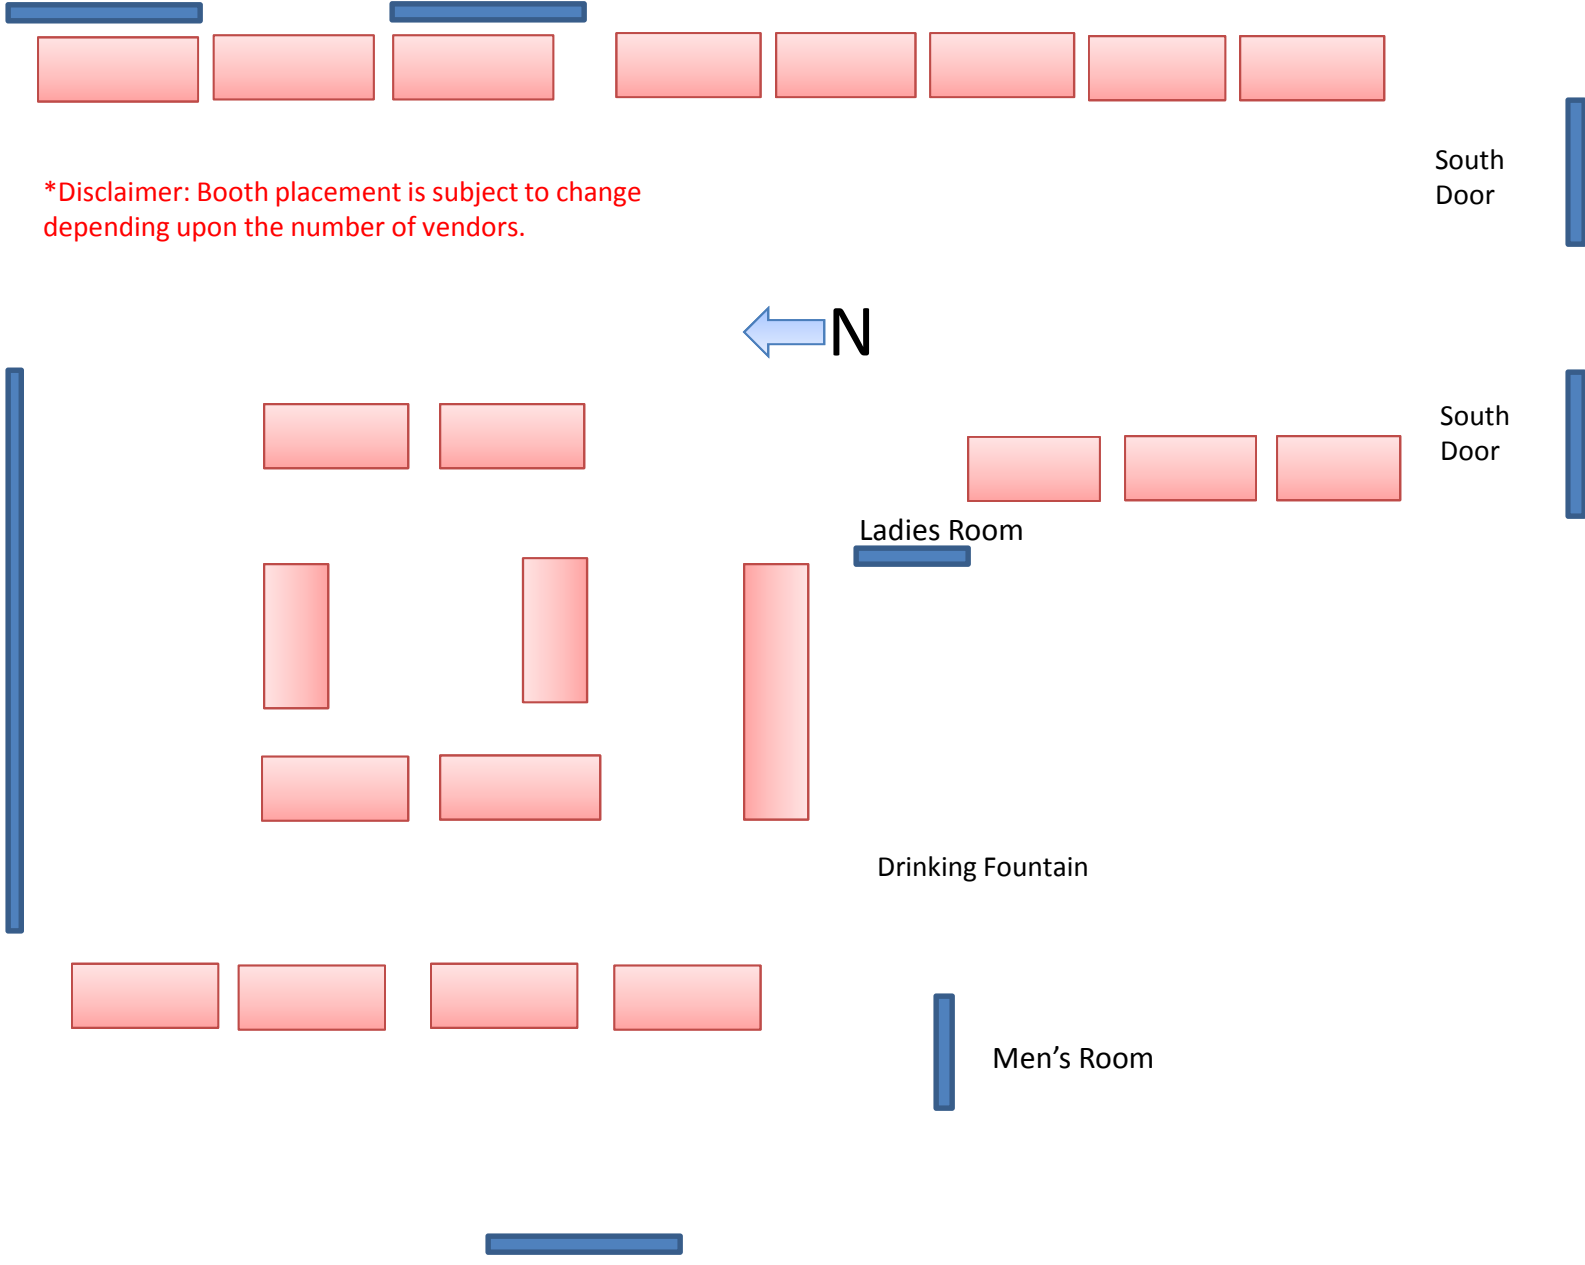 South
Door
*Disclaimer: Booth placement is subject to change
depending upon the number of vendors.
N
South
Door
Ladies Room
Drinking Fountain
Men’s Room